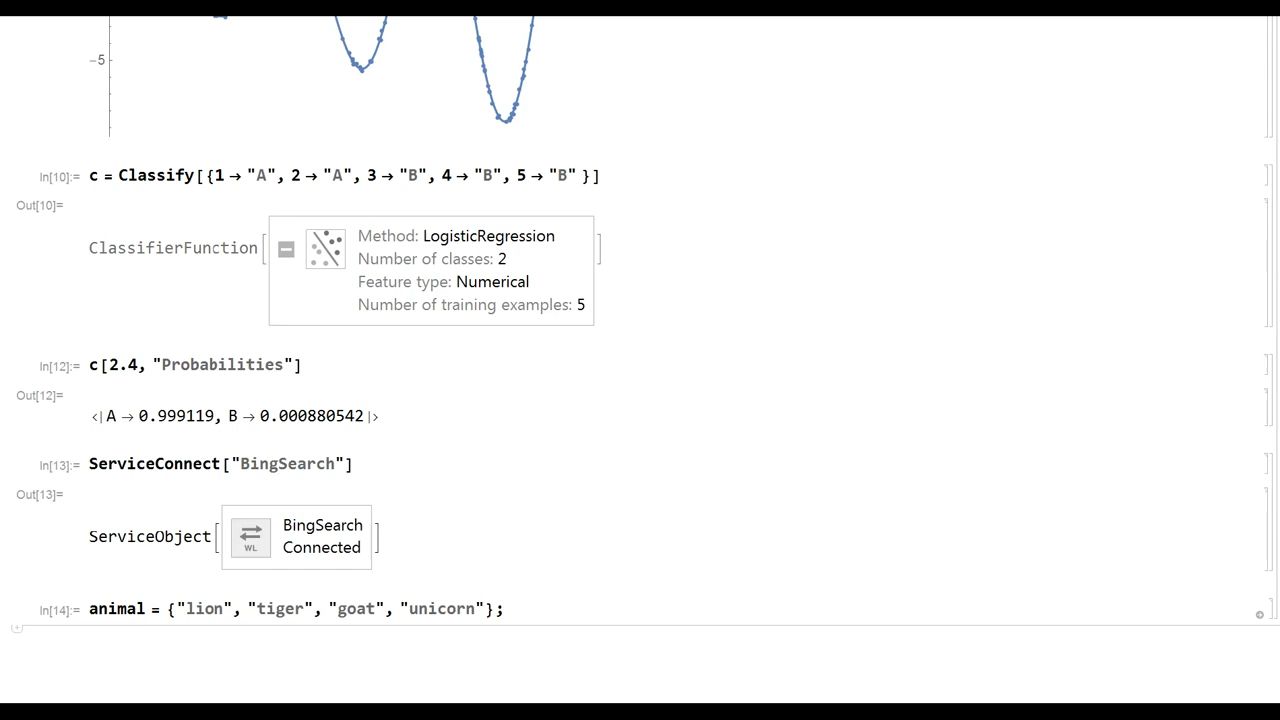 -5
In[10]:= c = Classify[{1 → "A", 2 → "A", 3 → "B", 4 → "B", 5 → "B" }]
Out[10]=
ClassifierFunction[
Method: LogisticRegression
Number of classes: 2
Feature type: Numerical
Number of training examples: 5
]
In[12]:= c[2.4, "Probabilities"]
Out[12]=
<| A → 0.999119, B → 0.000880542 |>
In[13]:= ServiceConnect["BingSearch"]
Out[13]=
ServiceObject[
WL
BingSearch
Connected
]
In[14]:= animal = {"lion", "tiger", "goat", "unicorn"};